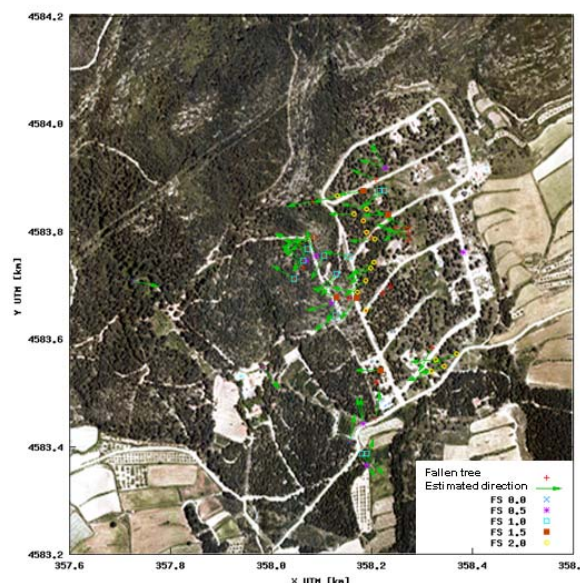 4584.2
4584.0
4583.8
4583.6
4583.4
4583.2
Y UTM [km]
Fallen tree
Estimated direction
FS 0.0
FS 0.5
FS 1.0
FS 1.5
FS 2.0
357.6
357.8
358.0
358.2
358.4
358.
X UTM [km]